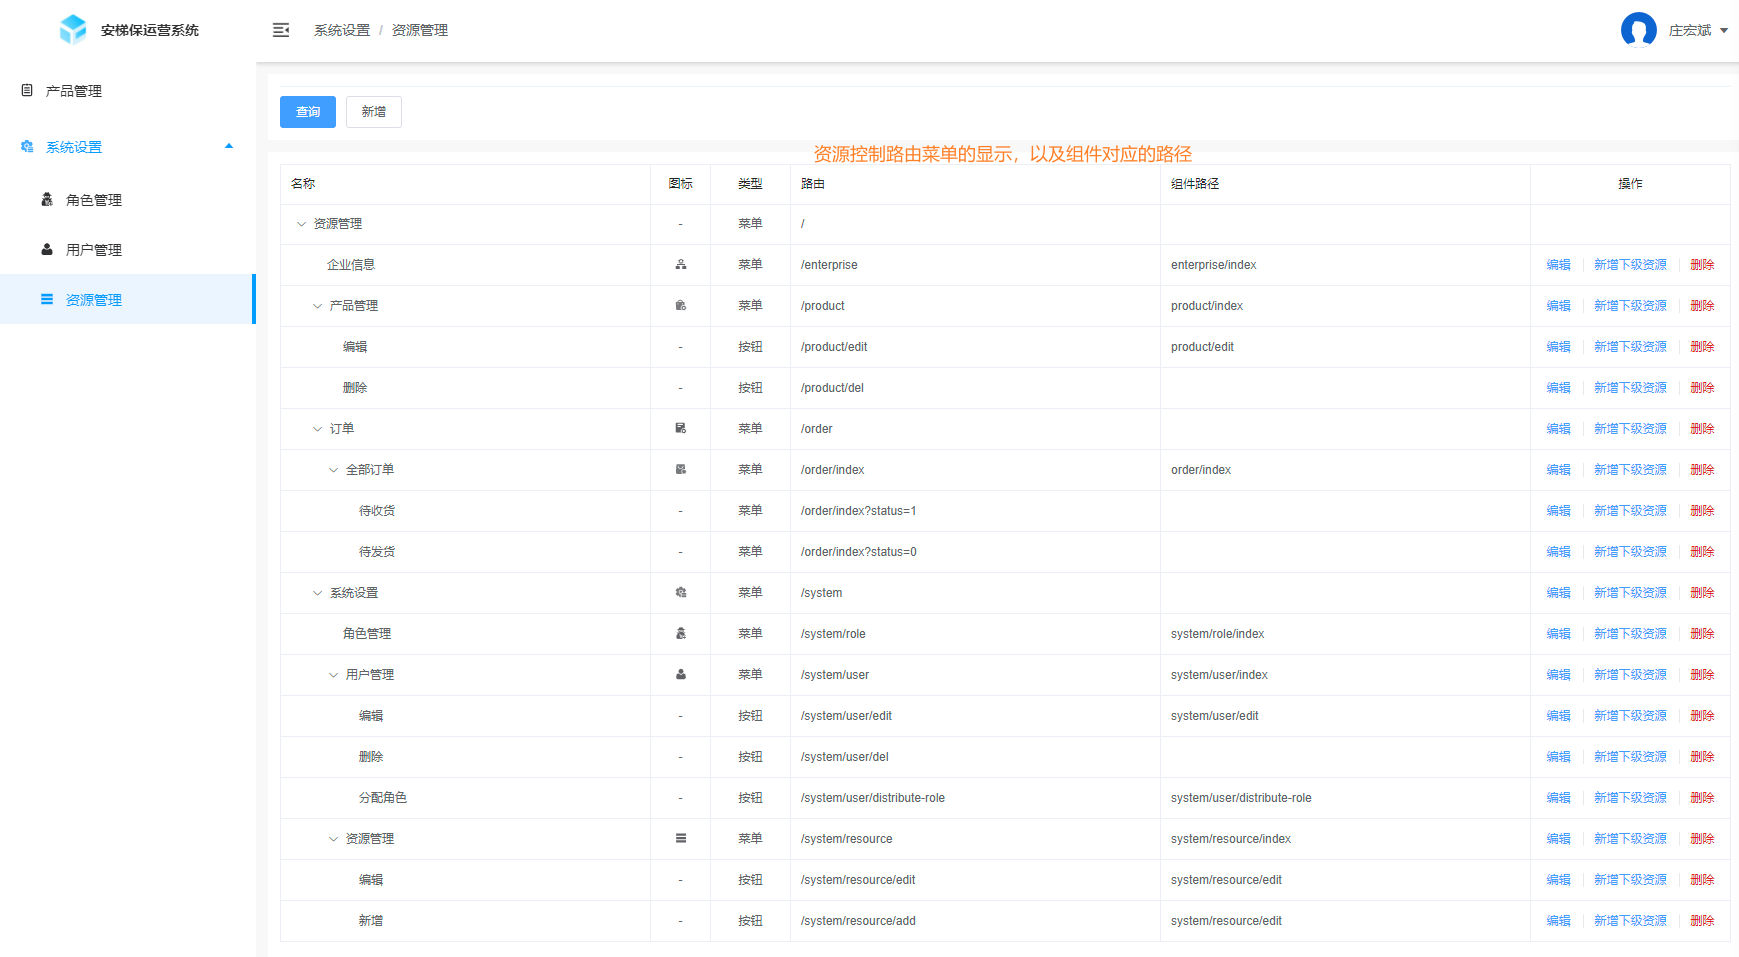 安梯保运营系统
系统设置 / 资源管理
庄宏斌
产品管理
系统设置
角色管理
用户管理
资源管理
查询 新增
资源控制路由菜单的显示，以及组件对应的路径
名称 图标 类型 路由 组件路径 操作
资源管理 - 菜单 /
企业信息 菜单 /enterprise enterprise/index 编辑 新增下级资源 删除
产品管理 菜单 /product product/index 编辑 新增下级资源 删除
编辑 - 按钮 /product/edit product/edit 编辑 新增下级资源 删除
删除 - 按钮 /product/del 编辑 新增下级资源 删除
订单 菜单 /order 编辑 新增下级资源 删除
全部订单 菜单 /order/index order/index 编辑 新增下级资源 删除
待收货 - 菜单 /order/index?status=1 编辑 新增下级资源 删除
待发货 - 菜单 /order/index?status=0 编辑 新增下级资源 删除
系统设置 菜单 /system 编辑 新增下级资源 删除
角色管理 菜单 /system/role system/role/index 编辑 新增下级资源 删除
用户管理 菜单 /system/user system/user/index 编辑 新增下级资源 删除
编辑 - 按钮 /system/user/edit system/user/edit 编辑 新增下级资源 删除
删除 - 按钮 /system/user/del 编辑 新增下级资源 删除
分配角色 - 按钮 /system/user/distribute-role system/user/distribute-role 编辑 新增下级资源 删除
资源管理 菜单 /system/resource system/resource/index 编辑 新增下级资源 删除
编辑 - 按钮 /system/resource/edit system/resource/edit 编辑 新增下级资源 删除
新增 - 按钮 /system/resource/add system/resource/edit 编辑 新增下级资源 删除